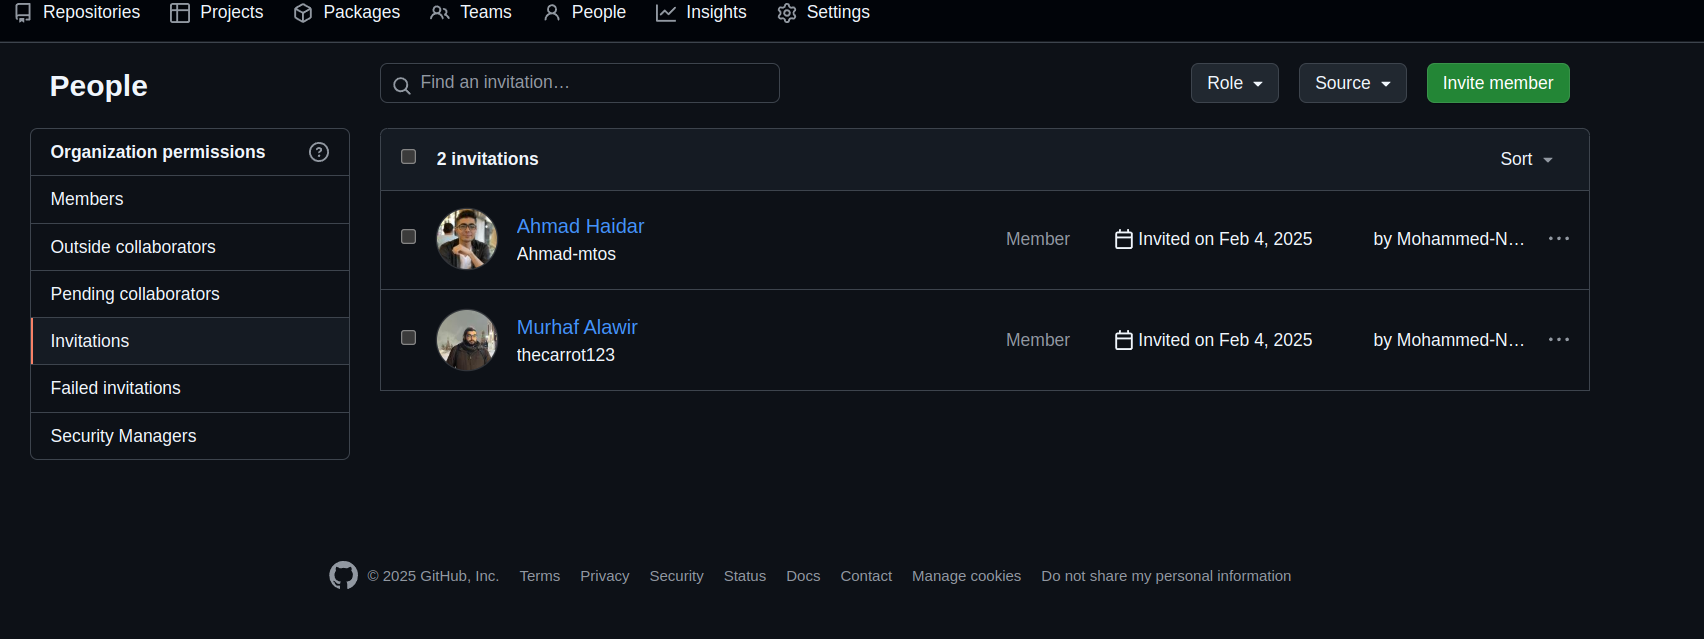 Repositories Projects Packages Teams People Insights Settings
People
Find an invitation…
Role Source Invite member
Organization permissions
Members
Outside collaborators
Pending collaborators
Invitations
Failed invitations
Security Managers
2 invitations Sort
Ahmad Haidar
Ahmad-mtos
Member Invited on Feb 4, 2025 by Mohammed-N…
Murhaf Alawir
thecarrot123
Member Invited on Feb 4, 2025 by Mohammed-N…
© 2025 GitHub, Inc. Terms Privacy Security Status Docs Contact Manage cookies Do not share my personal information